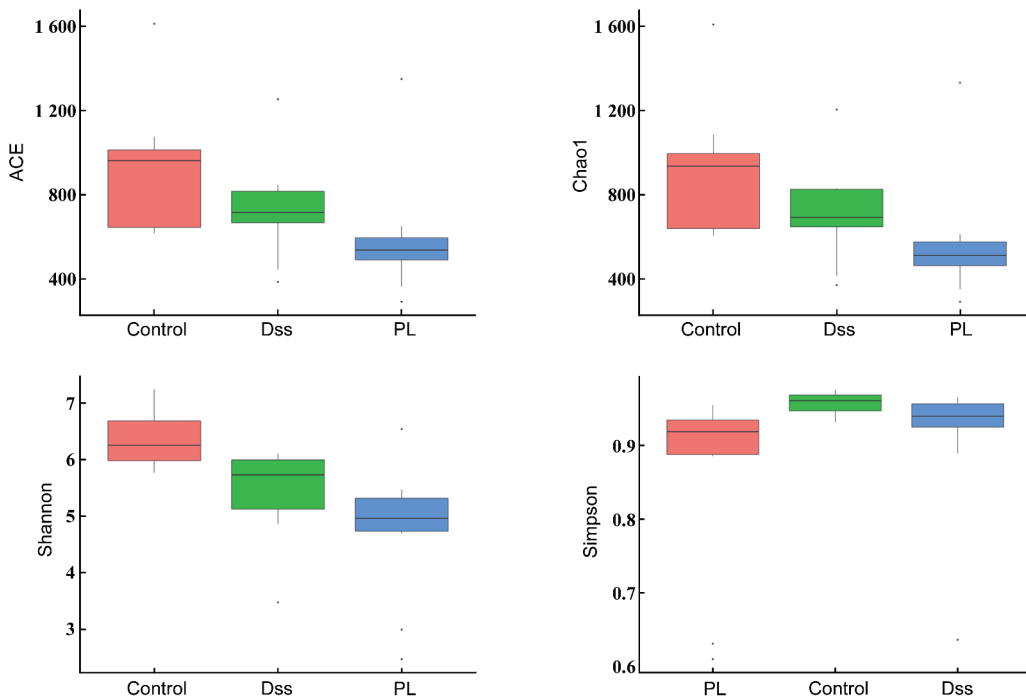 ACE
1 600
1 200
800
400
Control Dss PL
Chao1
1 600
1 200
800
400
Control Dss PL
Shannon
7
6
5
4
3
Control Dss PL
Simpson
0.9
0.8
0.7
0.6
PL Control Dss